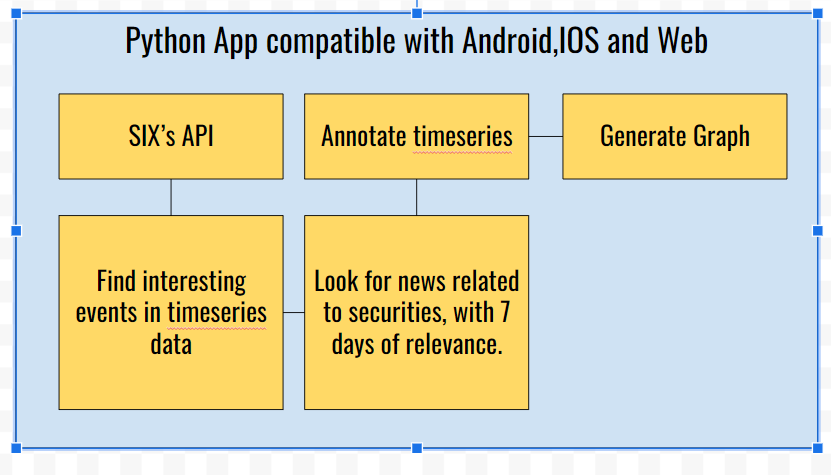 Python App compatible with Android,IOS and Web
SIX’s API
Annotate timeseries
Generate Graph
Find interesting
events in timeseries
data
Look for news related
to securities, with 7
days of relevance.